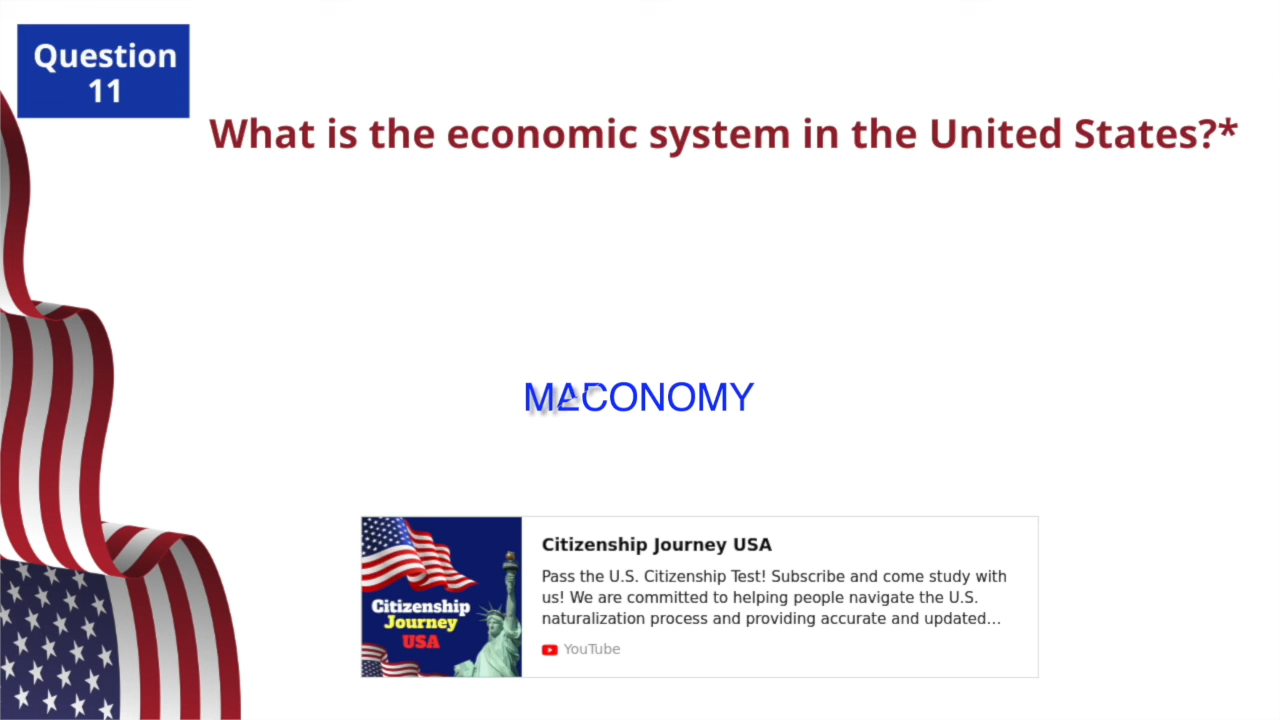 Question
11
What is the economic system in the United States?*
CONOMY
Citizenship Journey USA
Pass the U.S. Citizenship Test! Subscribe and come study with
us! We are committed to helping people navigate the U.S.
naturalization process and providing accurate and updated...
YouTube
Citizenship
Journey
USA